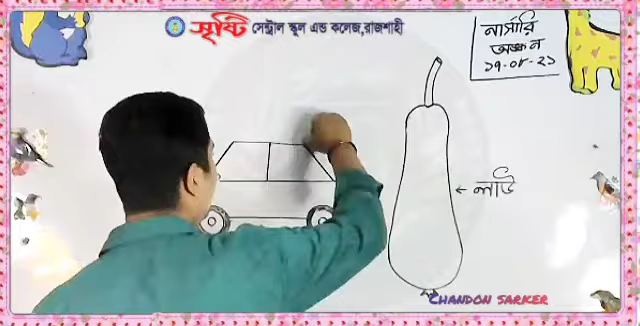 সৃষ্টি সেন্ট্রাল স্কুল এন্ড কলেজ,রাজশাহী
নার্সারি
অঙ্কন
১৭-০৮-২১
← লাউ
CHANDON SARKER